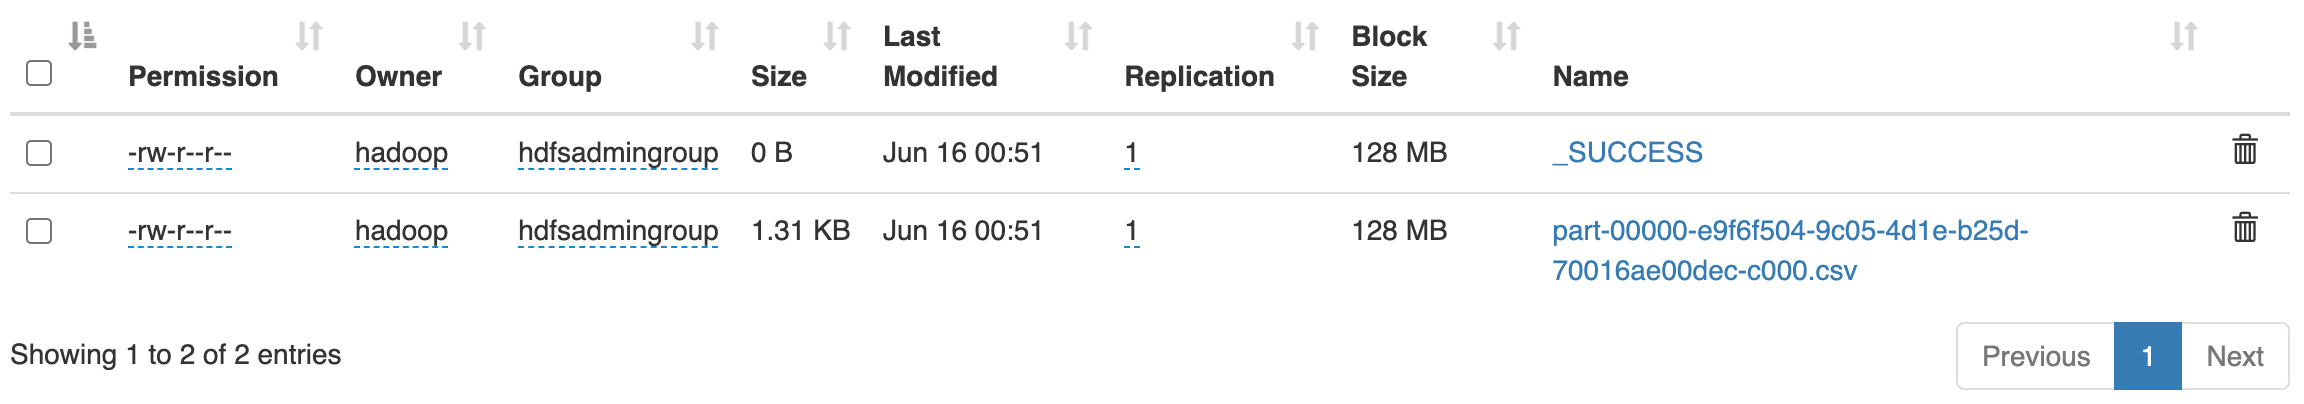 Permission Owner Group Size Last Modified Replication Block Size Name
-rw-r--r-- hadoop hdfsadmingroup 0 B Jun 16 00:51 1 128 MB _SUCCESS
-rw-r--r-- hadoop hdfsadmingroup 1.31 KB Jun 16 00:51 1 128 MB part-00000-e9f6f504-9c05-4d1e-b25d-
70016ae00dec-c000.csv
Showing 1 to 2 of 2 entries Previous 1 Next